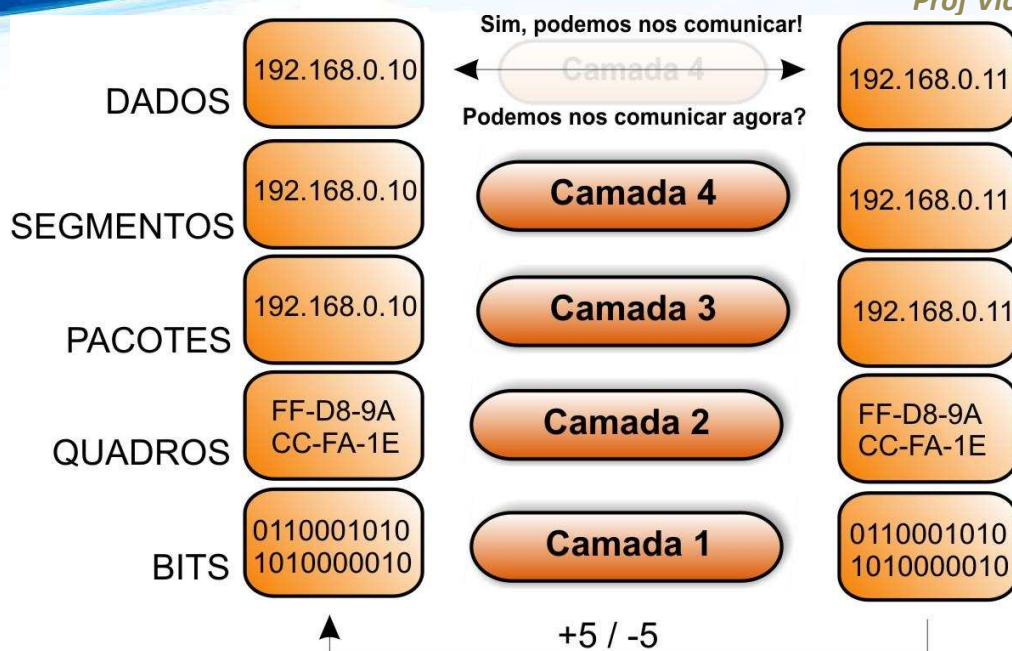 Prof
Sim, podemos nos comunicar!
DADOS
192.168.0.10
Camada 4
192.168.0.11
Podemos nos comunicar agora?
SEGMENTOS
192.168.0.10
Camada 4
192.168.0.11
PACOTES
192.168.0.10
Camada 3
192.168.0.11
QUADROS
FF-D8-9A
CC-FA-1E
Camada 2
FF-D8-9A
CC-FA-1E
BITS
0110001010
1010000010
Camada 1
0110001010
1010000010
+5 / -5